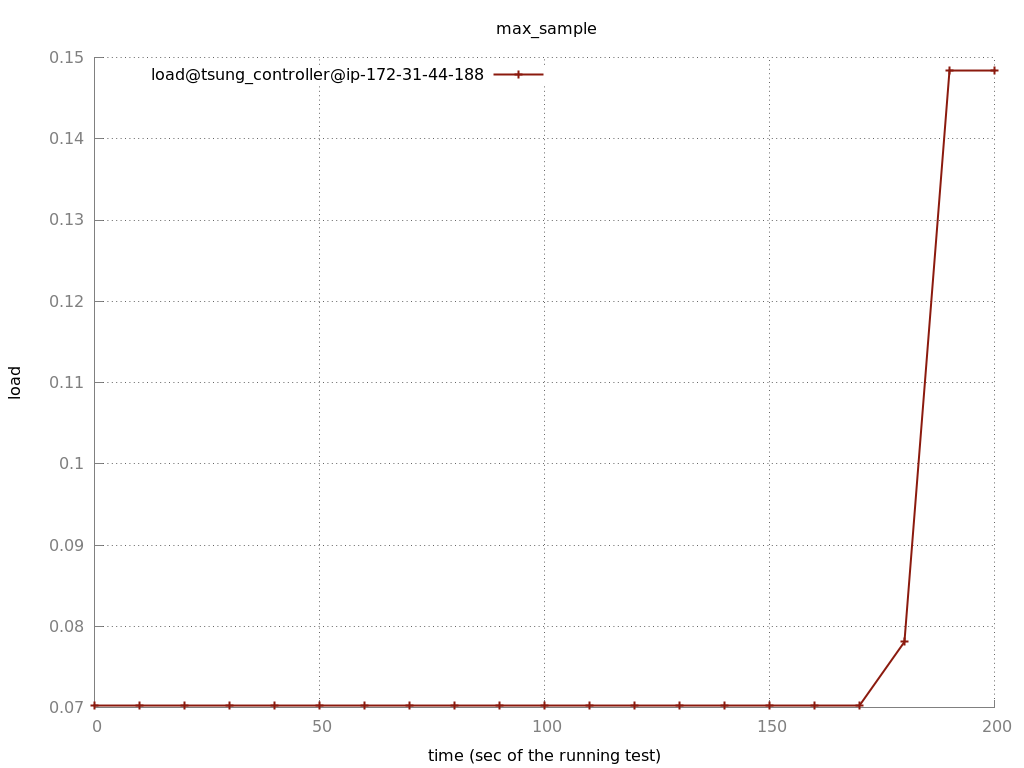 max_sample
load@tsung_controller@ip-172-31-44-188
0.15
0.14
0.13
0.12
0.11
0.1
0.09
0.08
0.07
load
0 50 100 150 200
time (sec of the running test)